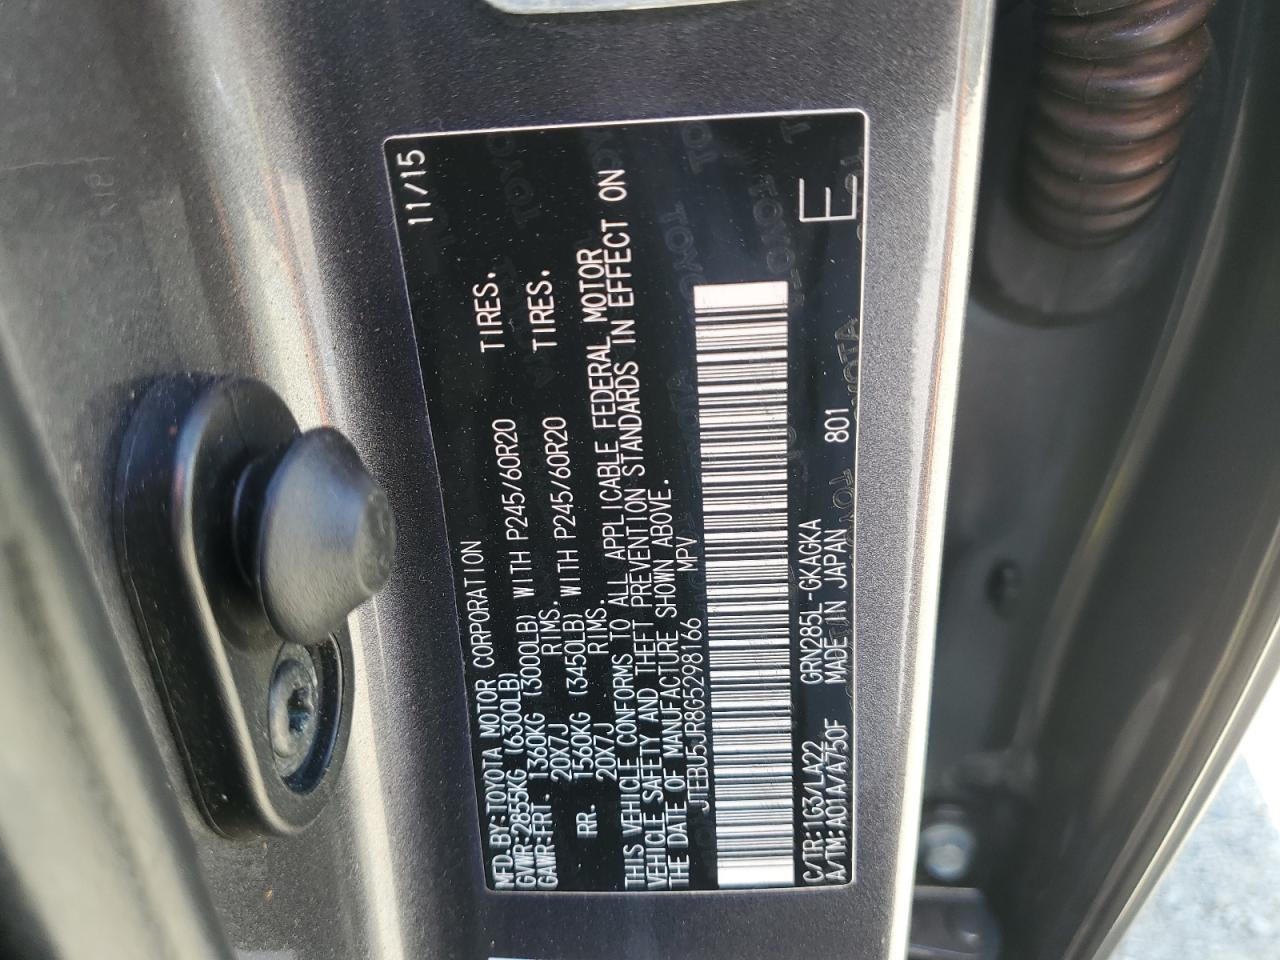 MFD. BY: TOYOTA MOTOR CORPORATION 11/15
GVWR: 2855KG (6300LB)
GAWR: FRT. 1360KG (3000LB) WITH P245/60R20 TIRES.
20X7J RIMS.
RR. 1560KG (3450LB) WITH P245/60R20 TIRES.
20X7J RIMS.
THIS VEHICLE CONFORMS TO ALL APPLICABLE FEDERAL MOTOR
VEHICLE SAFETY AND THEFT PREVENTION STANDARDS IN EFFECT ON
THE DATE OF MANUFACTURE SHOWN ABOVE.
JTEBU5JR8G5298166 MPV
C/TR: 1G3/LA22 GRN285L-GKAGKA E
A/TM: A01A/A750F MADE IN JAPAN 801